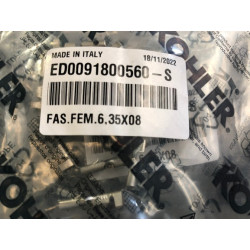 MADE IN ITALY
18/11/2022
ED0091800560-S
FAS.FEM.6,35X08
KOHLER
KOHLER